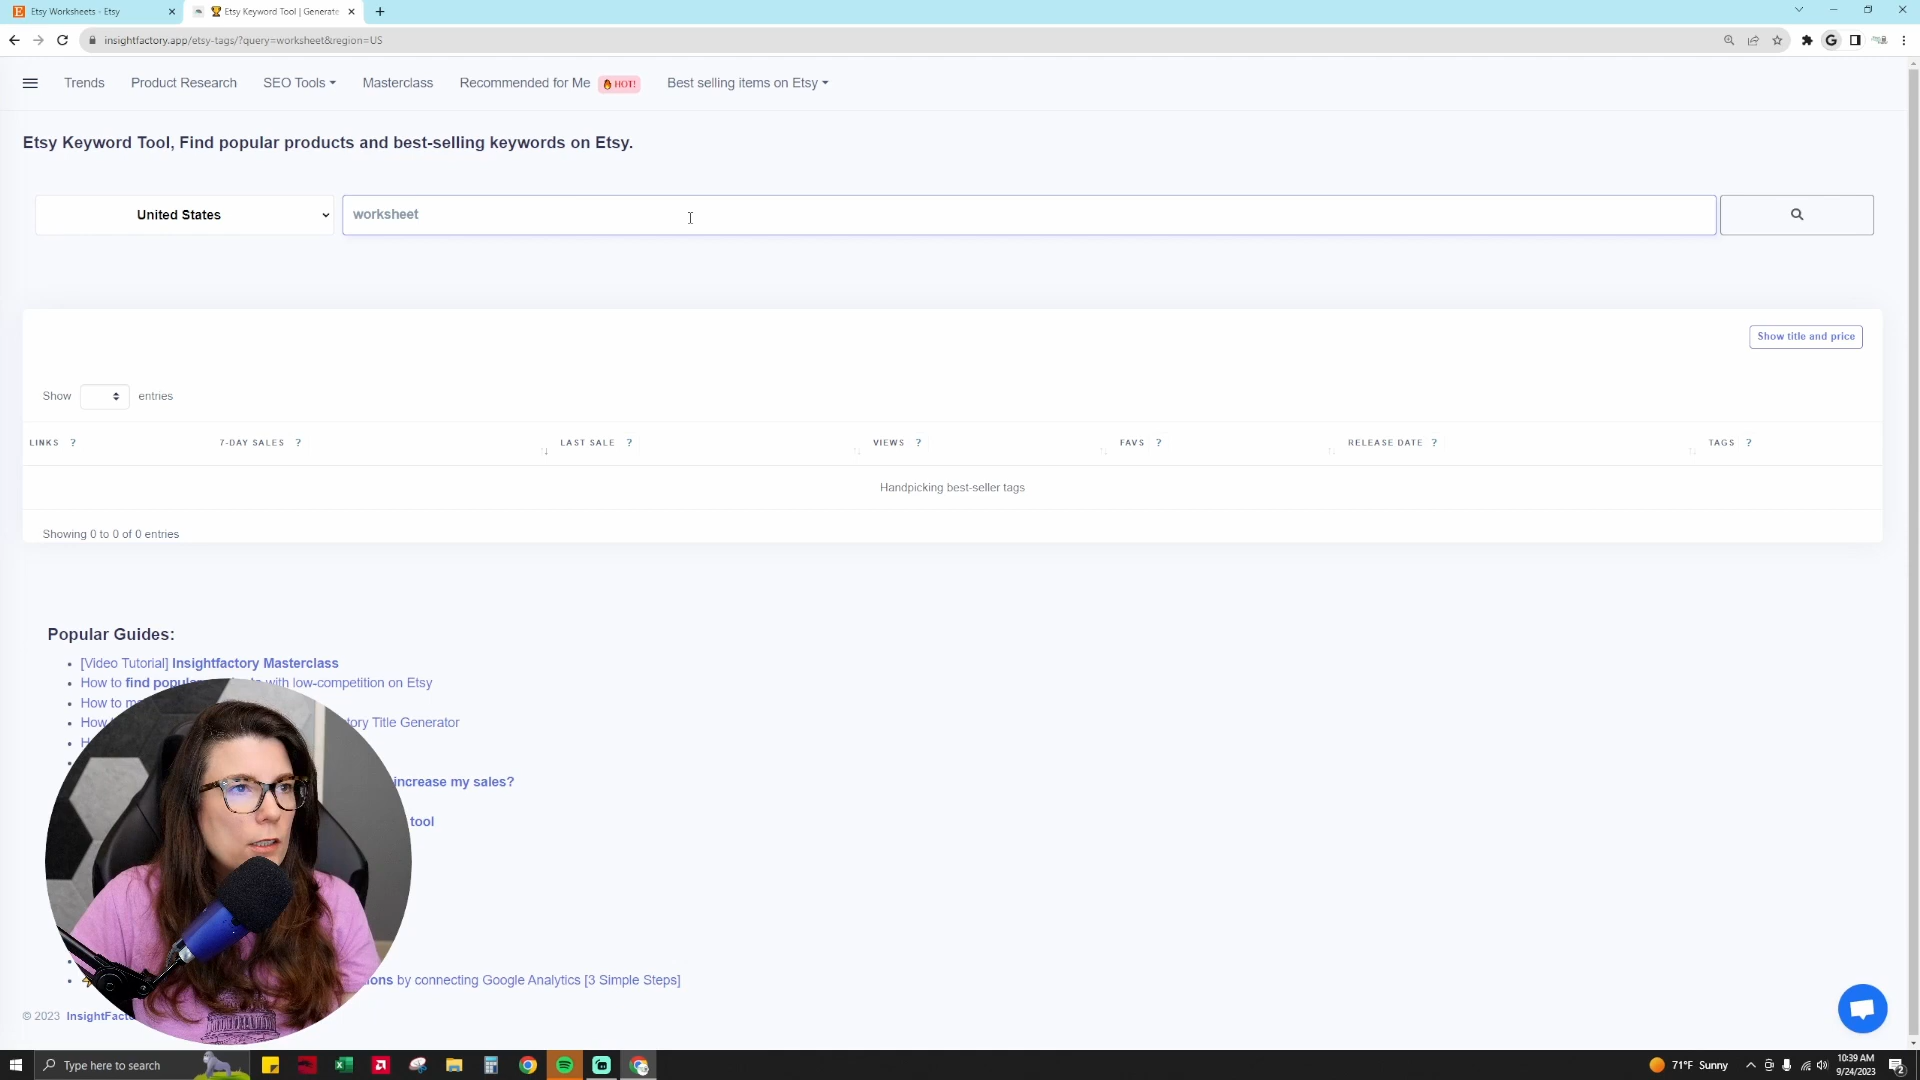 Etsy Worksheets - Etsy
Etsy Keyword Tool | Generate
insightfactory.app/etsy-tags/?query=worksheet&region=US
Trends Product Research SEO Tools Masterclass Recommended for Me HOT! Best selling items on Etsy
Etsy Keyword Tool, Find popular products and best-selling keywords on Etsy.
United States worksheet
Show title and price
Show entries
LINKS ? 7-DAY SALES ? LAST SALE ? VIEWS ? FAVS ? RELEASE DATE ? TAGS ?
Handpicking best-seller tags
Showing 0 to 0 of 0 entries
Popular Guides:
[Video Tutorial] Insightfactory Masterclass
How to find with low-competition on Etsy
How to
How Title Generator
increase my sales?
tool
by connecting Google Analytics [3 Simple Steps]
© 2023
Type here to search
71°F Sunny
10:39 AM
9/24/2023
2